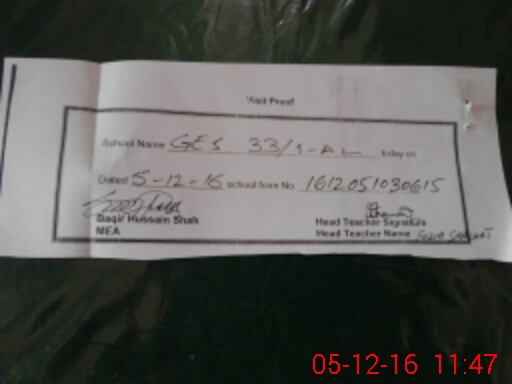 Visit Proof
School Name GES 33/1-AL today on
Dated 5-12-16 school form No. 1612051030615
Baqir Hussain Shah Head Teacher Signature
MEA Head Teacher Name
05-12-16 11:47